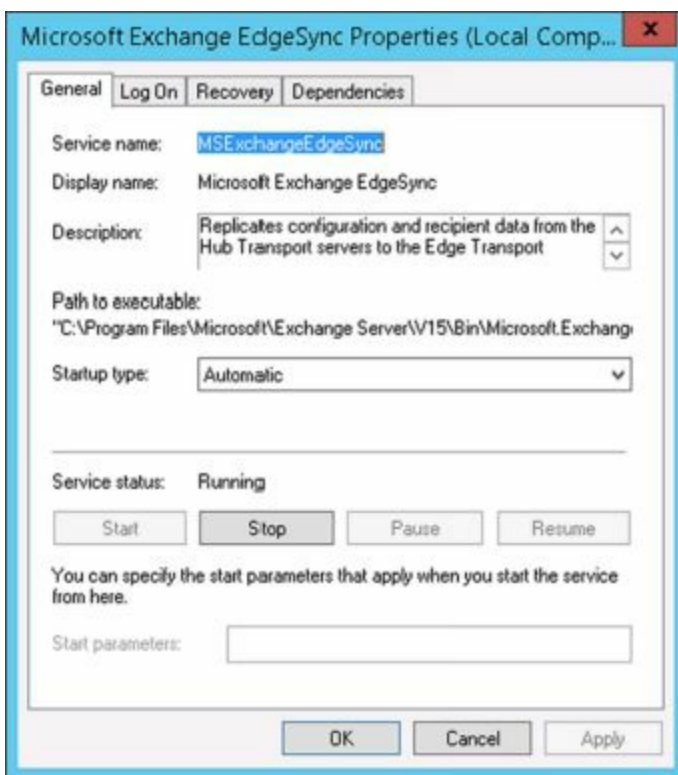 Microsoft Exchange EdgeSync Properties (Local Comp...
x
General Log On Recovery Dependencies
Service name: MSExchangeEdgeSync
Display name: Microsoft Exchange EdgeSync
Description: Replicates configuration and recipient data from the
Hub Transport servers to the Edge Transport
Path to executable:
"C:\Program Files\Microsoft\Exchange Server\V15\Bin\Microsoft.Exchang
Startup type: Automatic
Service status: Running
Start Stop Pause Resume
You can specify the start parameters that apply when you start the service
from here.
Start parameters:
OK Cancel Apply